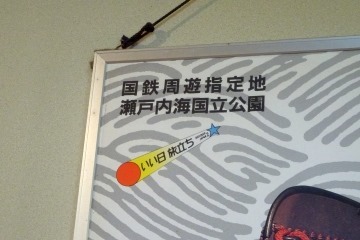 国鉄周遊指定地
瀬戸内海国立公園
いい日旅立ち